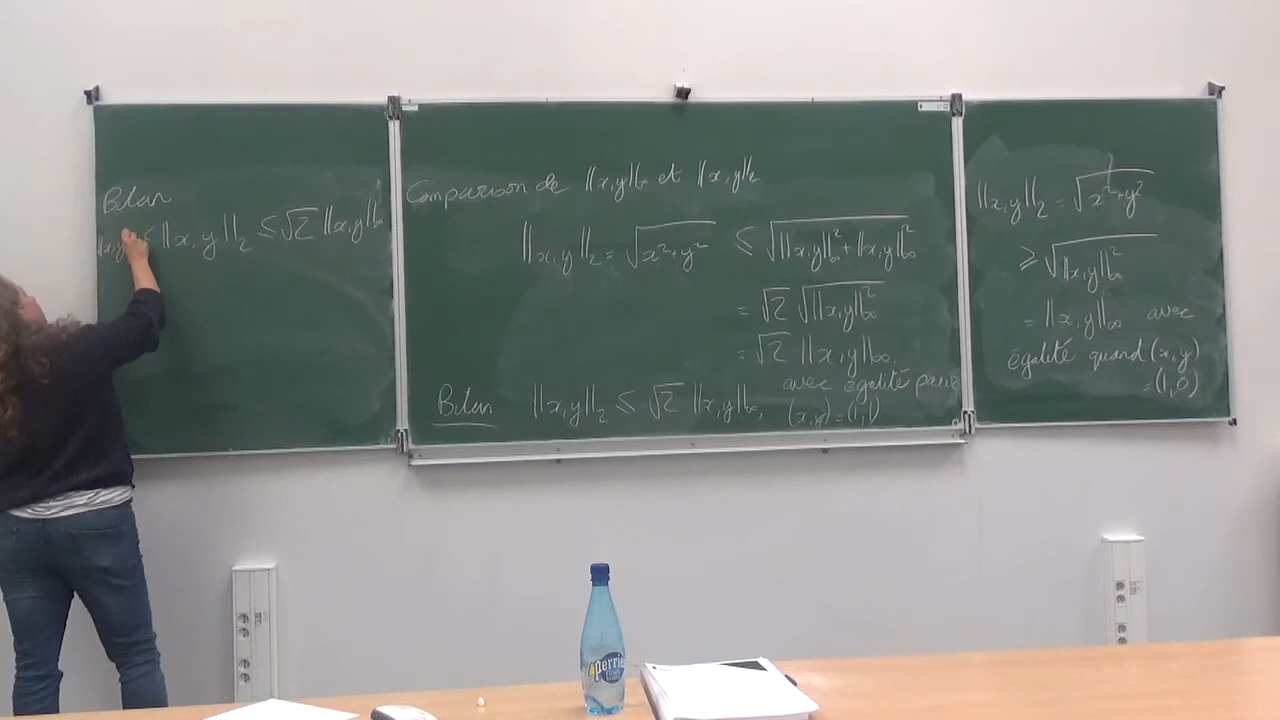 Bilan
‖x,y‖∞ ≤ ‖x,y‖₂ ≤ √2 ‖x,y‖∞
Comparison de ‖x,y‖∞ et ‖x,y‖₂
‖x,y‖₂ = √(x²+y²) ≤ √(‖x,y‖∞² + ‖x,y‖∞²)
= √2 √(‖x,y‖∞²)
= √2 ‖x,y‖∞.
avec égalité pour
(x,y) = (1,1)
Bilan ‖x,y‖₂ ≤ √2 ‖x,y‖∞,
‖x,y‖₂ = √(x²+y²)
≥ √(‖x,y‖∞²)
= ‖x,y‖∞ avec
égalité quand (x,y)
= (1,0)
perrier